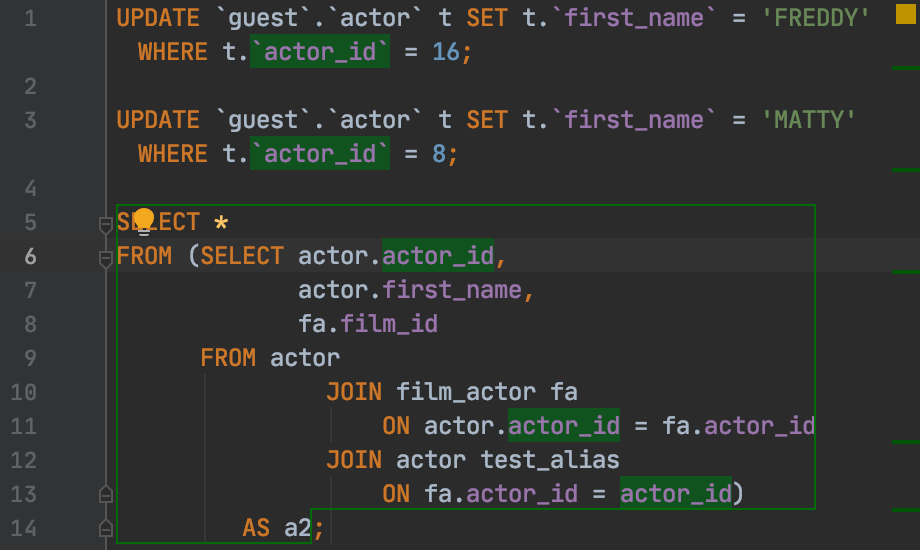 1 UPDATE `guest`.`actor` t SET t.`first_name` = 'FREDDY'
WHERE t.`actor_id` = 16;
2
3 UPDATE `guest`.`actor` t SET t.`first_name` = 'MATTY'
WHERE t.`actor_id` = 8;
4
5 SELECT *
6 FROM (SELECT actor.actor_id,
7 actor.first_name,
8 fa.film_id
9 FROM actor
10 JOIN film_actor fa
11 ON actor.actor_id = fa.actor_id
12 JOIN actor test_alias
13 ON fa.actor_id = actor_id)
14 AS a2;